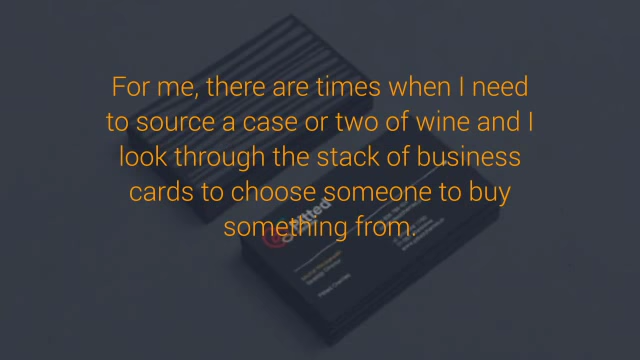 For me, there are times when I need
to source a case or two of wine and I
look through the stack of business
cards to choose someone to buy
something from.